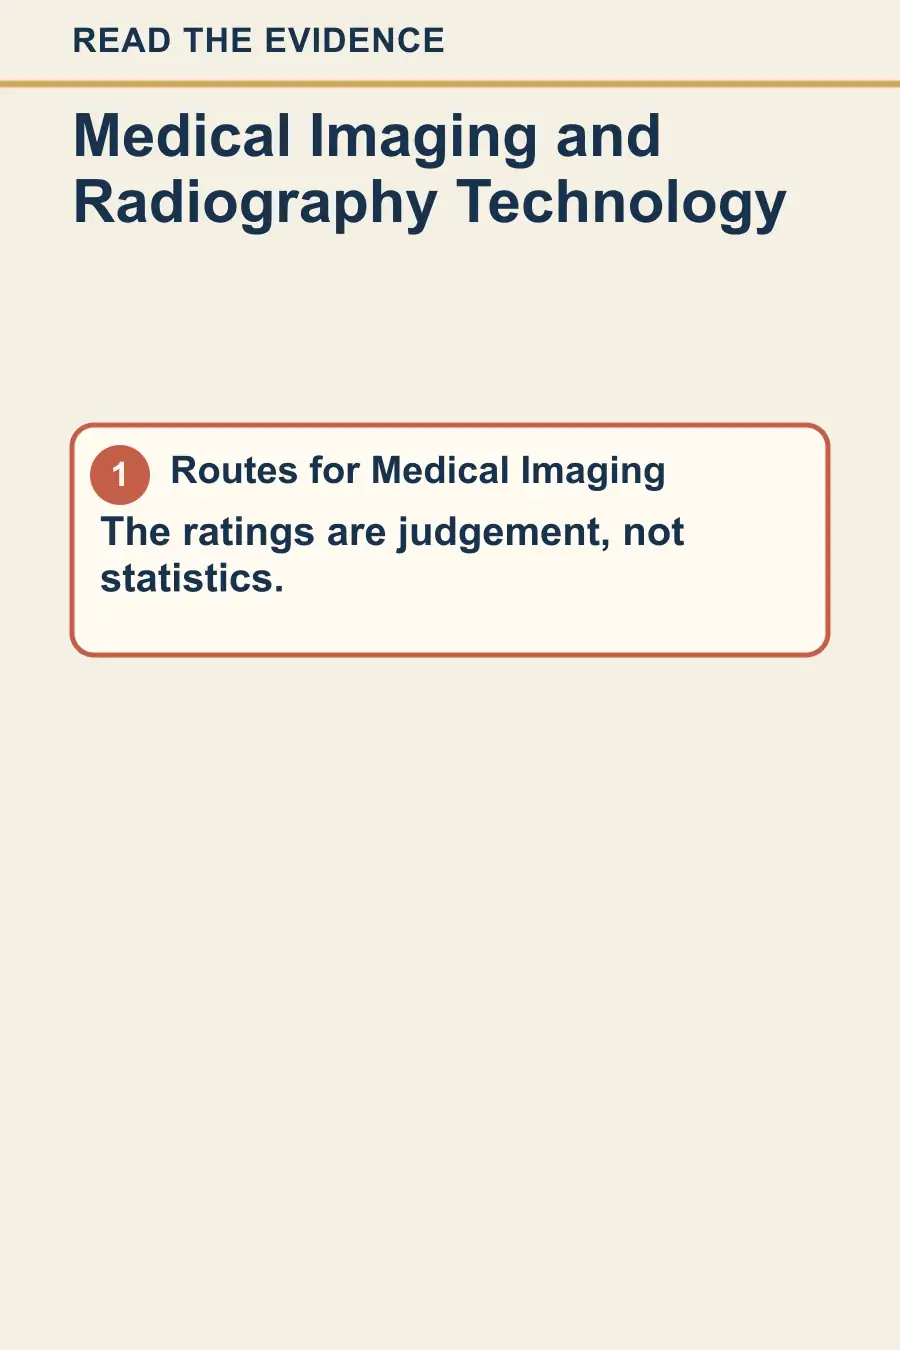 READ THE EVIDENCE
Medical Imaging and
Radiography Technology
1 Routes for Medical Imaging
The ratings are judgement, not
statistics.